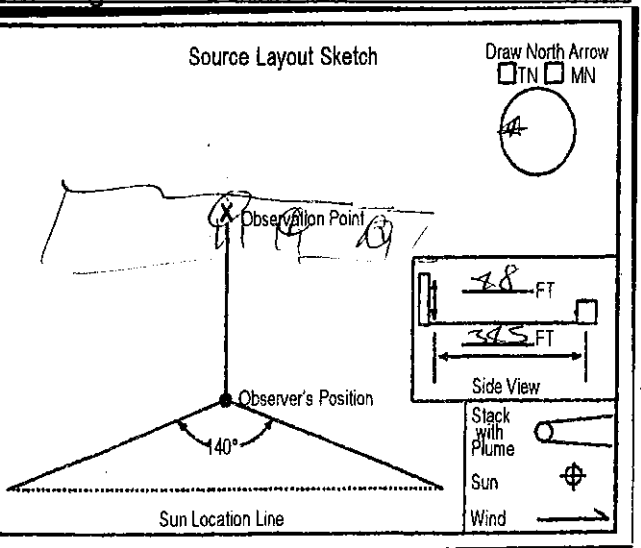 Source Layout Sketch
Draw North Arrow
TN MN
X Observation Point
48 FT
FT
Side View
Observer's Position
140°
Sun Location Line
Stack
with
Plume
Sun
Wind